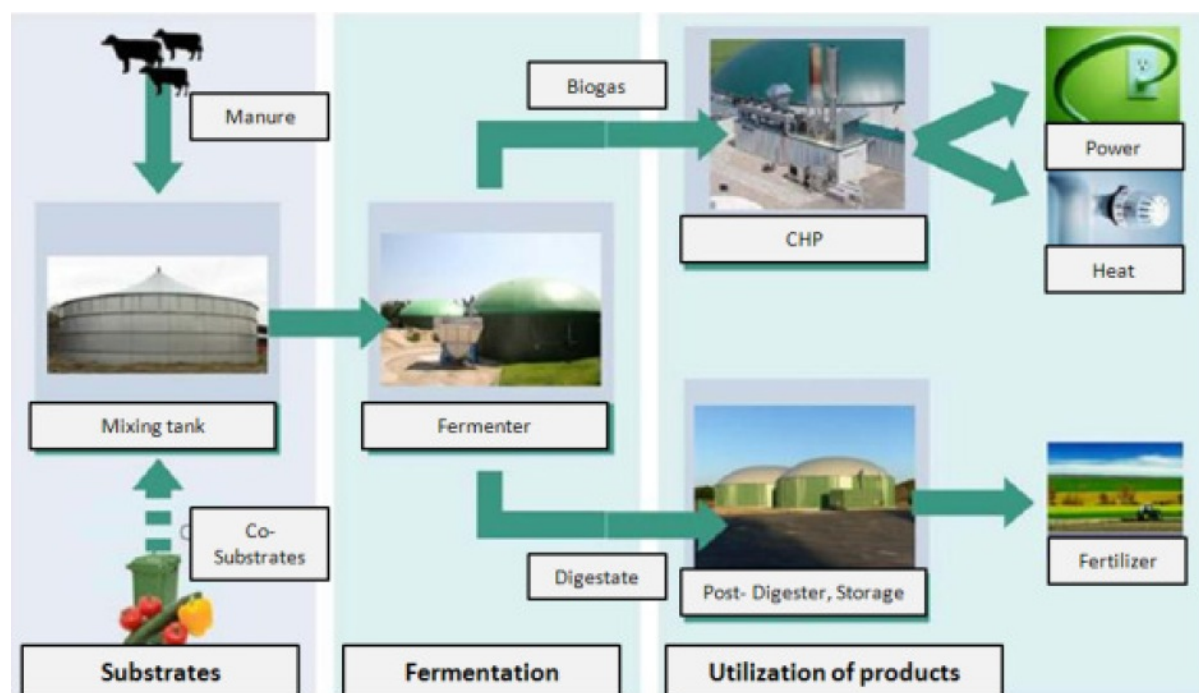 Manure
Mixing tank
Co-
Substrates
Substrates
Fermenter
Fermentation
Biogas
CHP
Power
Heat
Digestate
Post- Digester, Storage
Fertilizer
Utilization of products